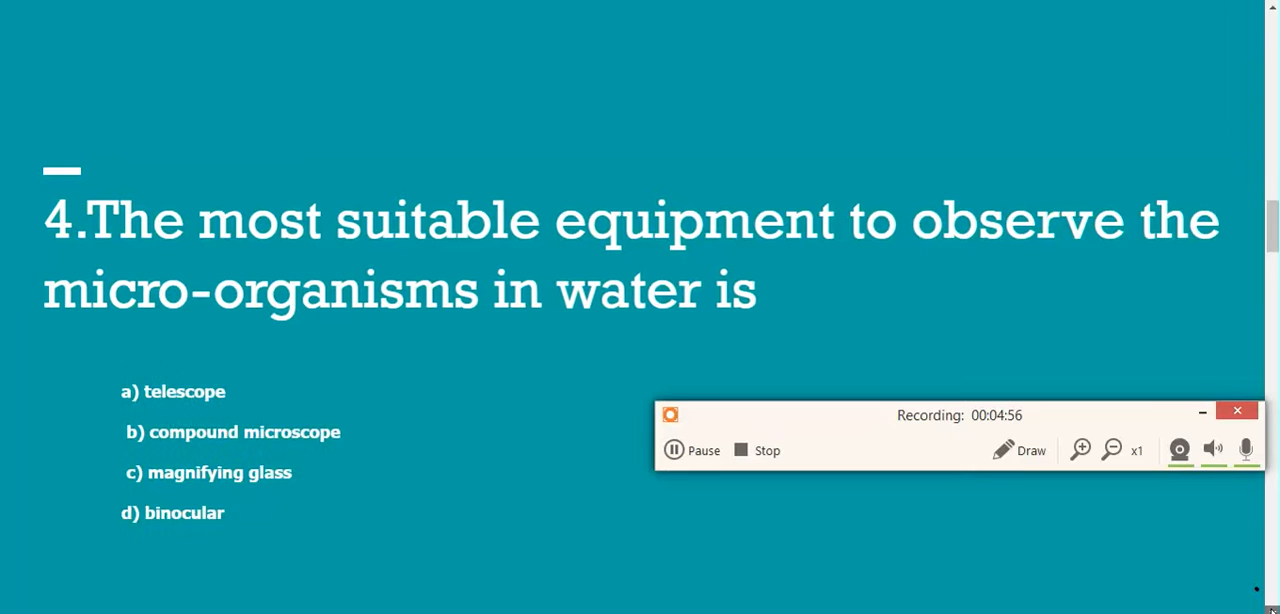 4.The most suitable equipment to observe the
micro-organisms in water is
a) telescope
b) compound microscope
c) magnifying glass
d) binocular
Recording: 00:04:56
Pause Stop Draw x1